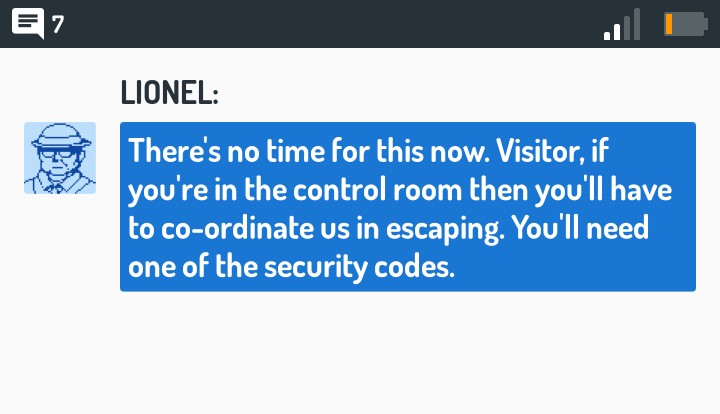 7
LIONEL:
There's no time for this now. Visitor, if
you're in the control room then you'll have
to co-ordinate us in escaping. You'll need
one of the security codes.